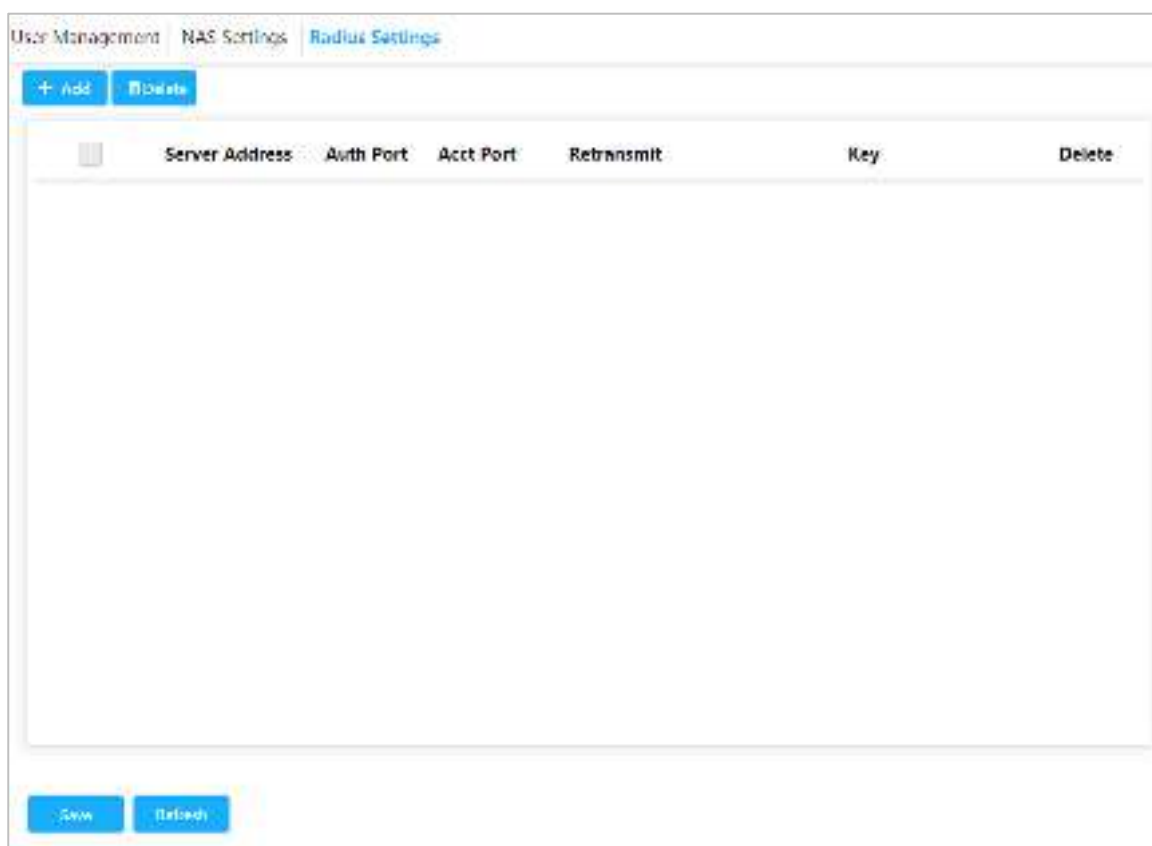 User Management NAS Settings Radius Settings
+ Add Delete
Server Address Auth Port Acct Port Retransmit Key Delete
Save Refresh